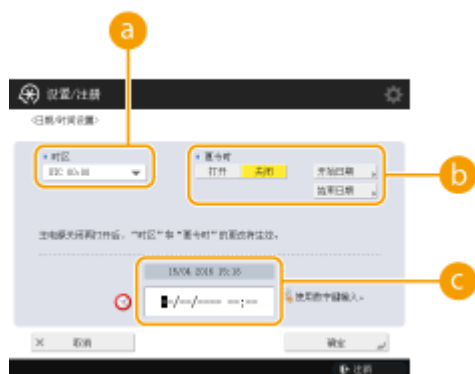 a
设置/注册
<日期/时间设置>
时区
夏令时
UTC 00:00
打开
关闭
开始日期
结束日期
b
主电源关闭再打开后，"时区"和"夏令时"的更改将生效。
15/04 2015 15:18
--/--/---- --:--
使用数字键输入。
c
取消
确定
注销